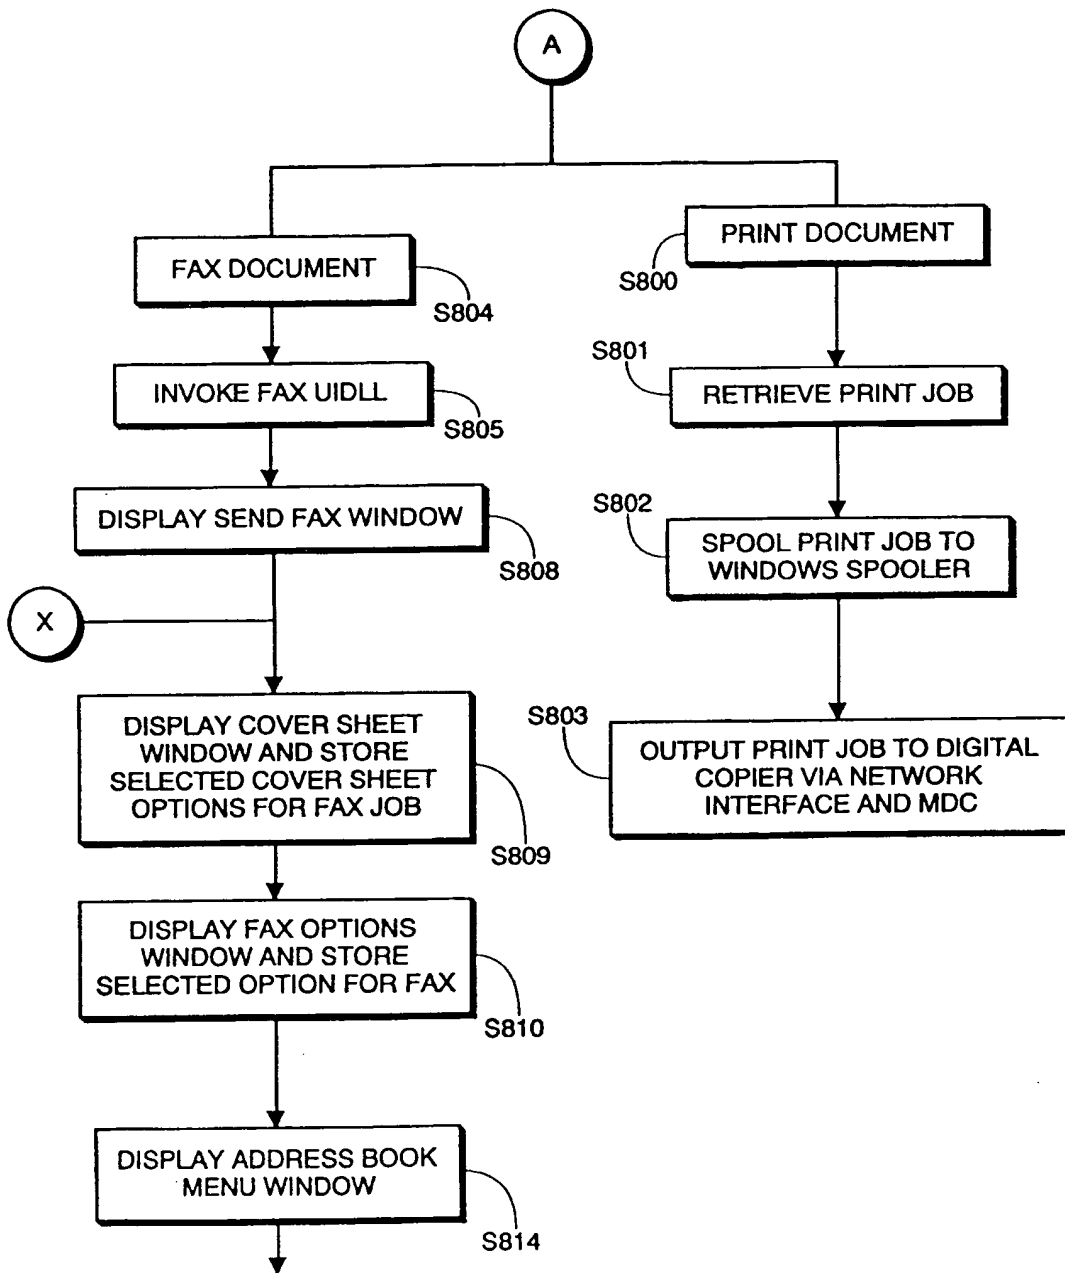 A
FAX DOCUMENT
S804
INVOKE FAX UIDLL
S805
DISPLAY SEND FAX WINDOW
S808
X
DISPLAY COVER SHEET
WINDOW AND STORE
SELECTED COVER SHEET
OPTIONS FOR FAX JOB
S809
DISPLAY FAX OPTIONS
WINDOW AND STORE
SELECTED OPTION FOR FAX
S810
DISPLAY ADDRESS BOOK
MENU WINDOW
S814
PRINT DOCUMENT
S800
S801
RETRIEVE PRINT JOB
S802
SPOOL PRINT JOB TO
WINDOWS SPOOLER
S803
OUTPUT PRINT JOB TO DIGITAL
COPIER VIA NETWORK
INTERFACE AND MDC